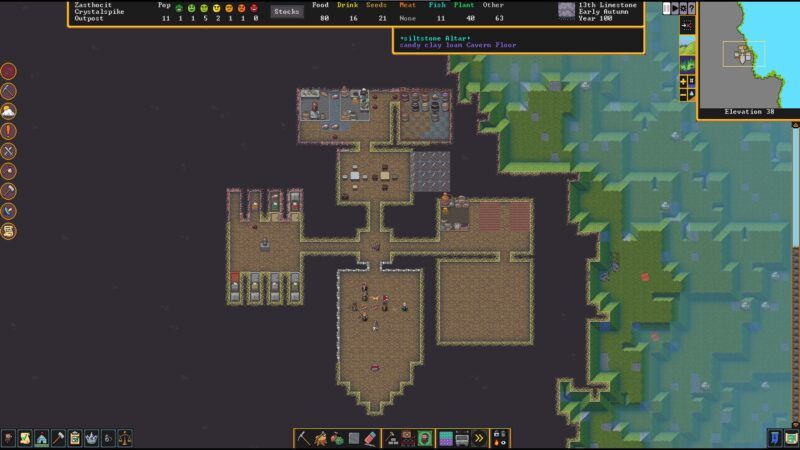 Zasthocit
Crystalspike
Outpost
Pop
11 1 1 5 2 1 1 0
Stocks
Food Drink Seeds Meat Fish Plant Other
80 16 21 None 11 40 63
13th Limestone
Early Autumn
Year 100
+siltstone Altar+
sandy clay loam Cavern Floor
Elevation 38